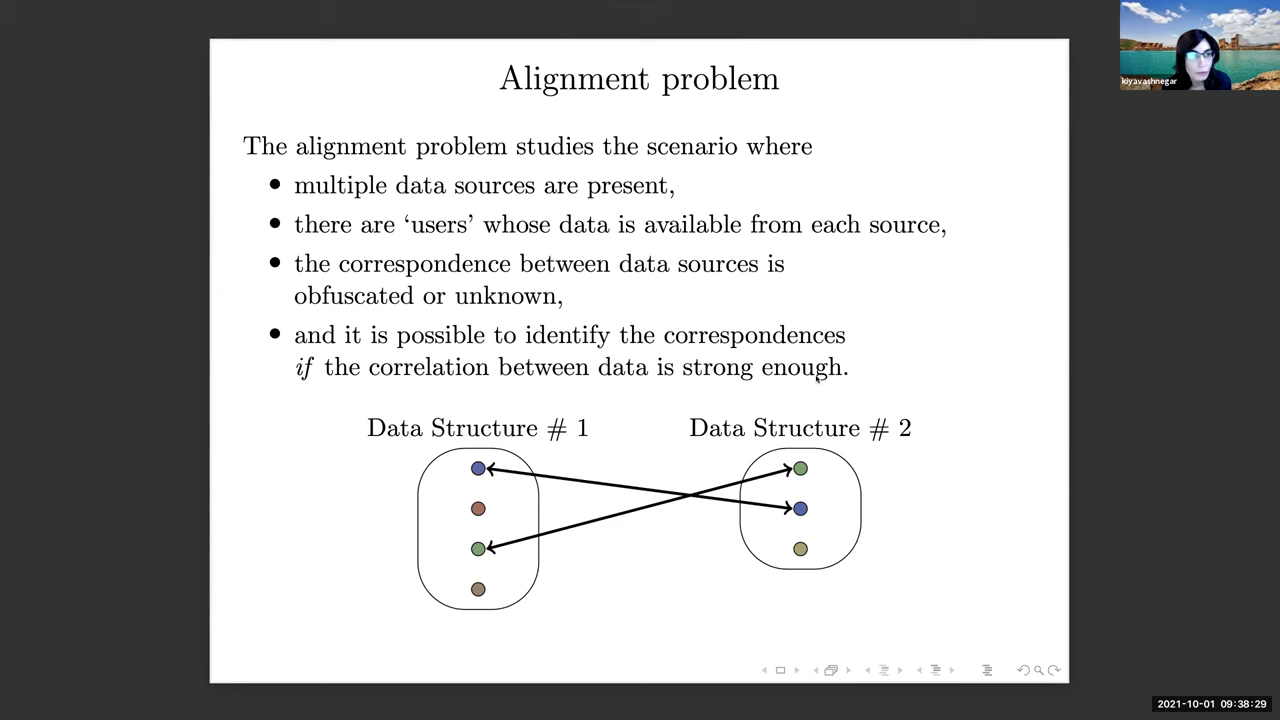 Alignment problem
kiyavashnegar
The alignment problem studies the scenario where
• multiple data sources are present,
• there are ‘users’ whose data is available from each source,
• the correspondence between data sources is
obfuscated or unknown,
• and it is possible to identify the correspondences
if the correlation between data is strong enough.
Data Structure # 1
Data Structure # 2
2021-10-01 09:38:29